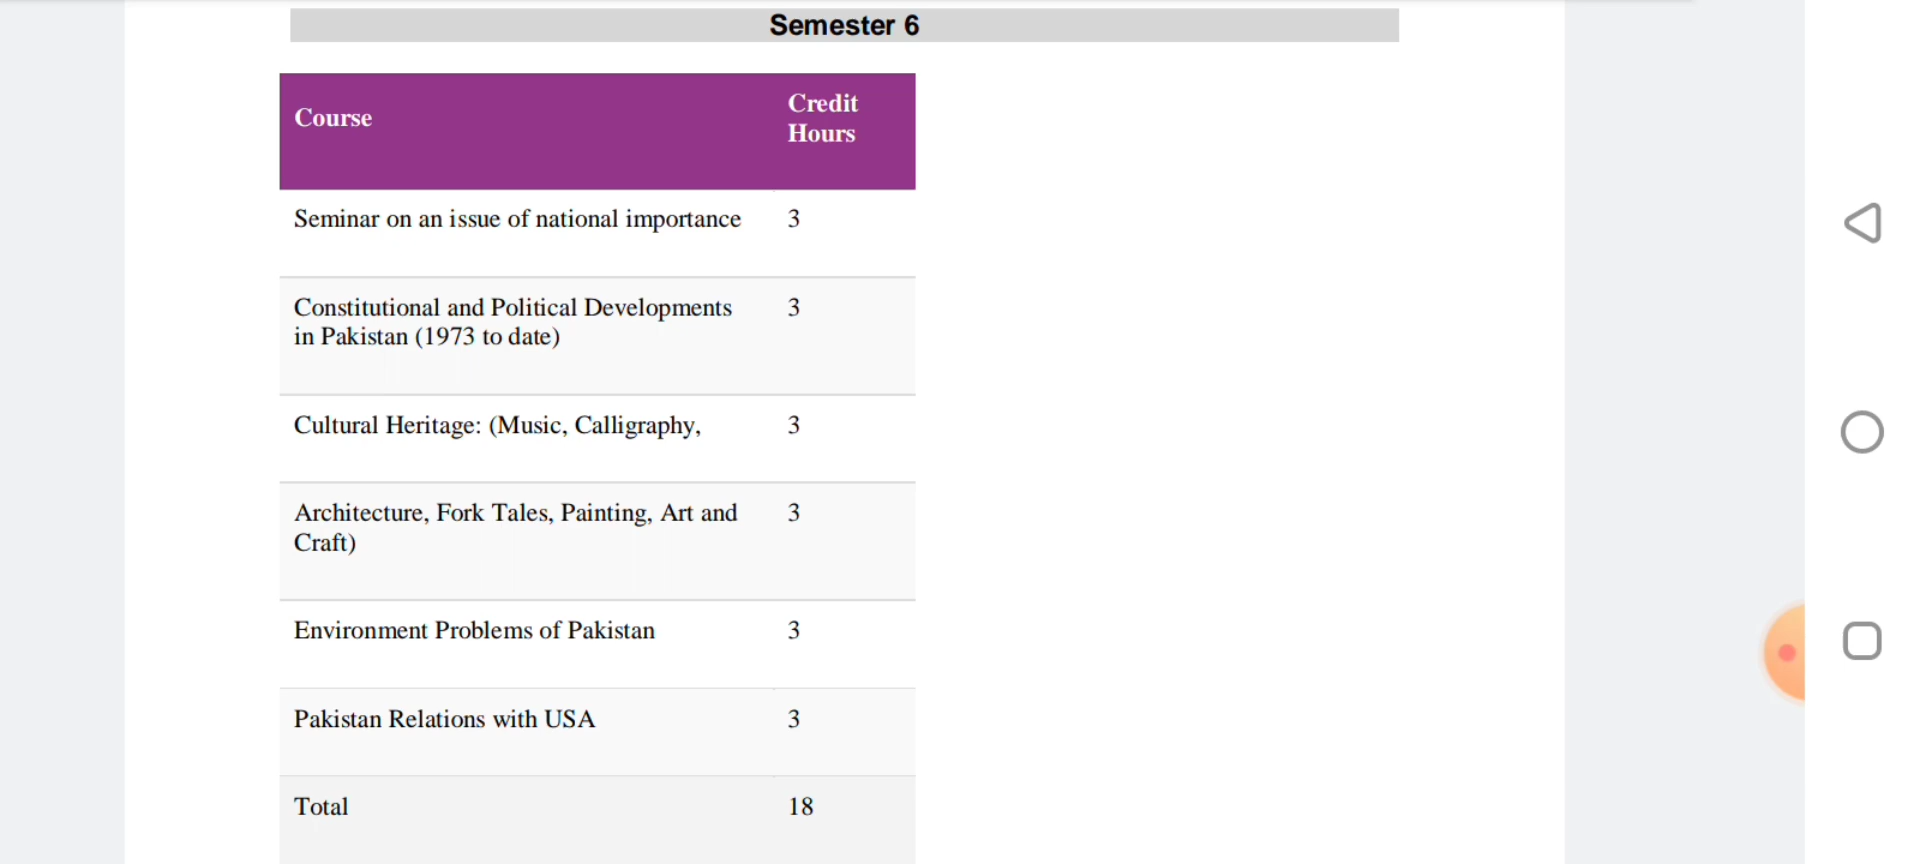 Semester 6
Course
Credit
Hours
Seminar on an issue of national importance 3
Constitutional and Political Developments 3
in Pakistan (1973 to date)
Cultural Heritage: (Music, Calligraphy, 3
Architecture, Fork Tales, Painting, Art and 3
Craft)
Environment Problems of Pakistan 3
Pakistan Relations with USA 3
Total 18